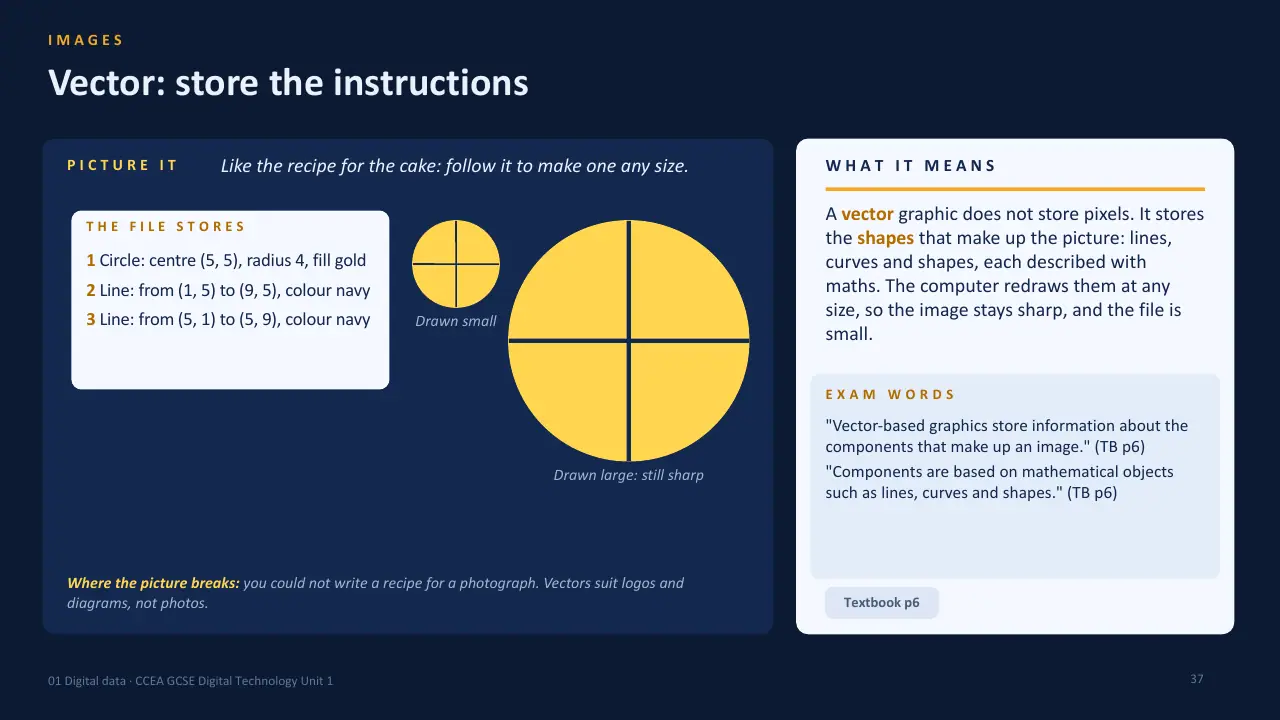 IMAGES
Vector: store the instructions
PICTURE IT
Like the recipe for the cake: follow it to make one any size.
THE FILE STORES
1 Circle: centre (5, 5), radius 4, fill gold
2 Line: from (1, 5) to (9, 5), colour navy
3 Line: from (5, 1) to (5, 9), colour navy
Drawn small
Drawn large: still sharp
Where the picture breaks: you could not write a recipe for a photograph. Vectors suit logos and
diagrams, not photos.
WHAT IT MEANS
A vector graphic does not store pixels. It stores
the shapes that make up the picture: lines,
curves and shapes, each described with
maths. The computer redraws them at any
size, so the image stays sharp, and the file is
small.
EXAM WORDS
"Vector-based graphics store information about the
components that make up an image." (TB p6)
"Components are based on mathematical objects
such as lines, curves and shapes." (TB p6)
Textbook p6
01 Digital data · CCEA GCSE Digital Technology Unit 1
37